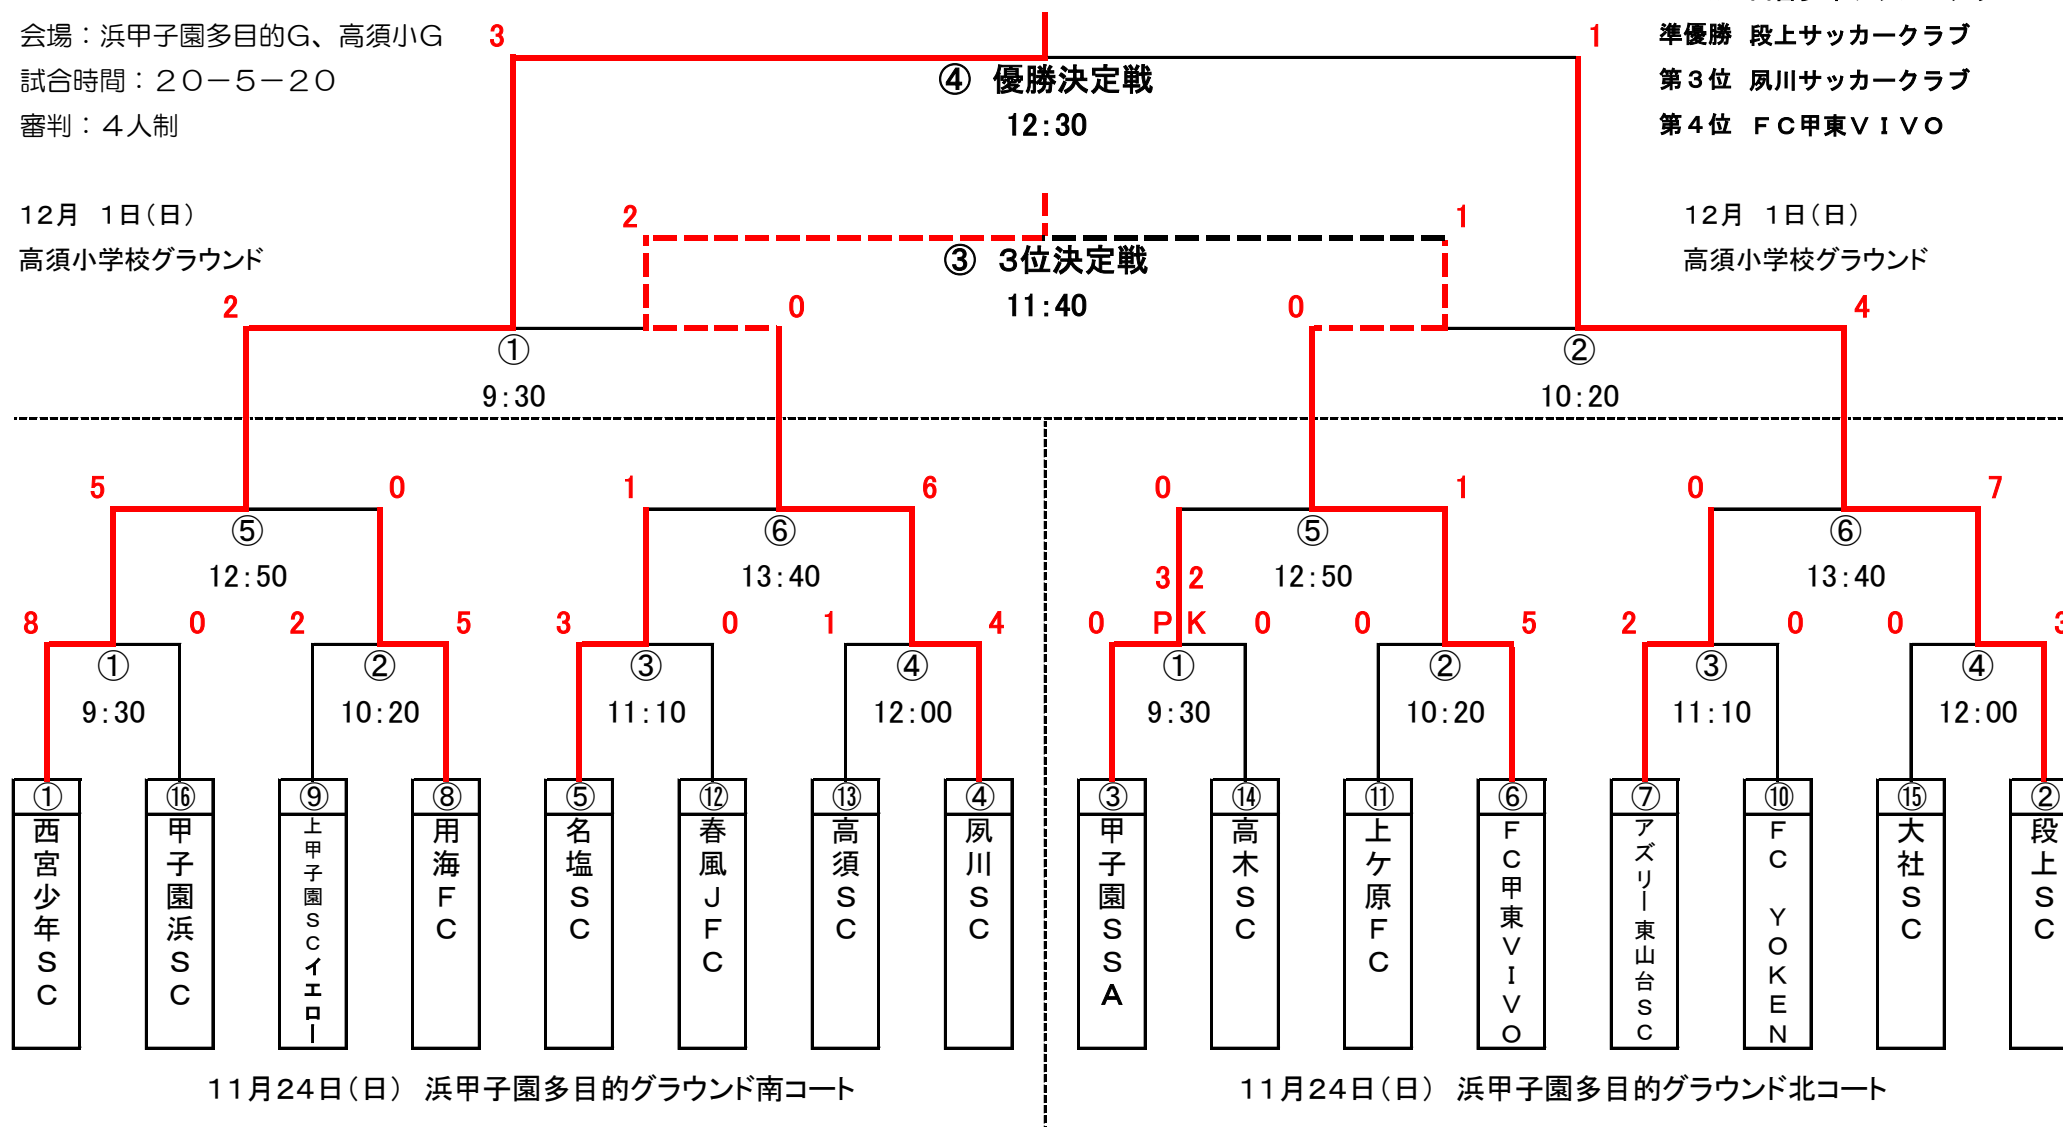 会場：浜甲子園多目的Ｇ、高須小Ｇ
試合時間：２０－５－２０
審判：４人制
準優勝 段上サッカークラブ
第３位 夙川サッカークラブ
第４位 ＦＣ甲東ＶＩＶＯ
3 1
④ 優勝決定戦
12:30
12月 1日(日)
高須小学校グラウンド
12月 1日(日)
高須小学校グラウンド
2 1
③ 3位決定戦
11:40
2 0 0 4
① ②
9:30 10:20
5 0 1 6 0 1 0 7
⑤ ⑥ ⑤ ⑥
12:50 13:40 12:50 13:40
3 2
8 0 2 5 3 0 1 4 0 PK 0 0 5 2 0 0 3
① ② ③ ④ ① ② ③ ④
9:30 10:20 11:10 12:00 9:30 10:20 11:10 12:00
① 西宮少年ＳＣ
⑯ 甲子園浜ＳＣ
⑨ 上甲子園ＳＣイエロー
⑧ 用海ＦＣ
⑤ 名塩ＳＣ
⑫ 春風ＪＦＣ
⑬ 高須ＳＣ
④ 夙川ＳＣ
③ 甲子園ＳＳＡ
⑭ 高木ＳＣ
⑪ 上ケ原ＦＣ
⑥ ＦＣ甲東ＶＩＶＯ
⑦ アズリー東山台ＳＣ
⑩ ＦＣ ＹＯＫＥＮ
⑮ 大社ＳＣ
② 段上ＳＣ
11月24日(日) 浜甲子園多目的グラウンド南コート
11月24日(日) 浜甲子園多目的グラウンド北コート